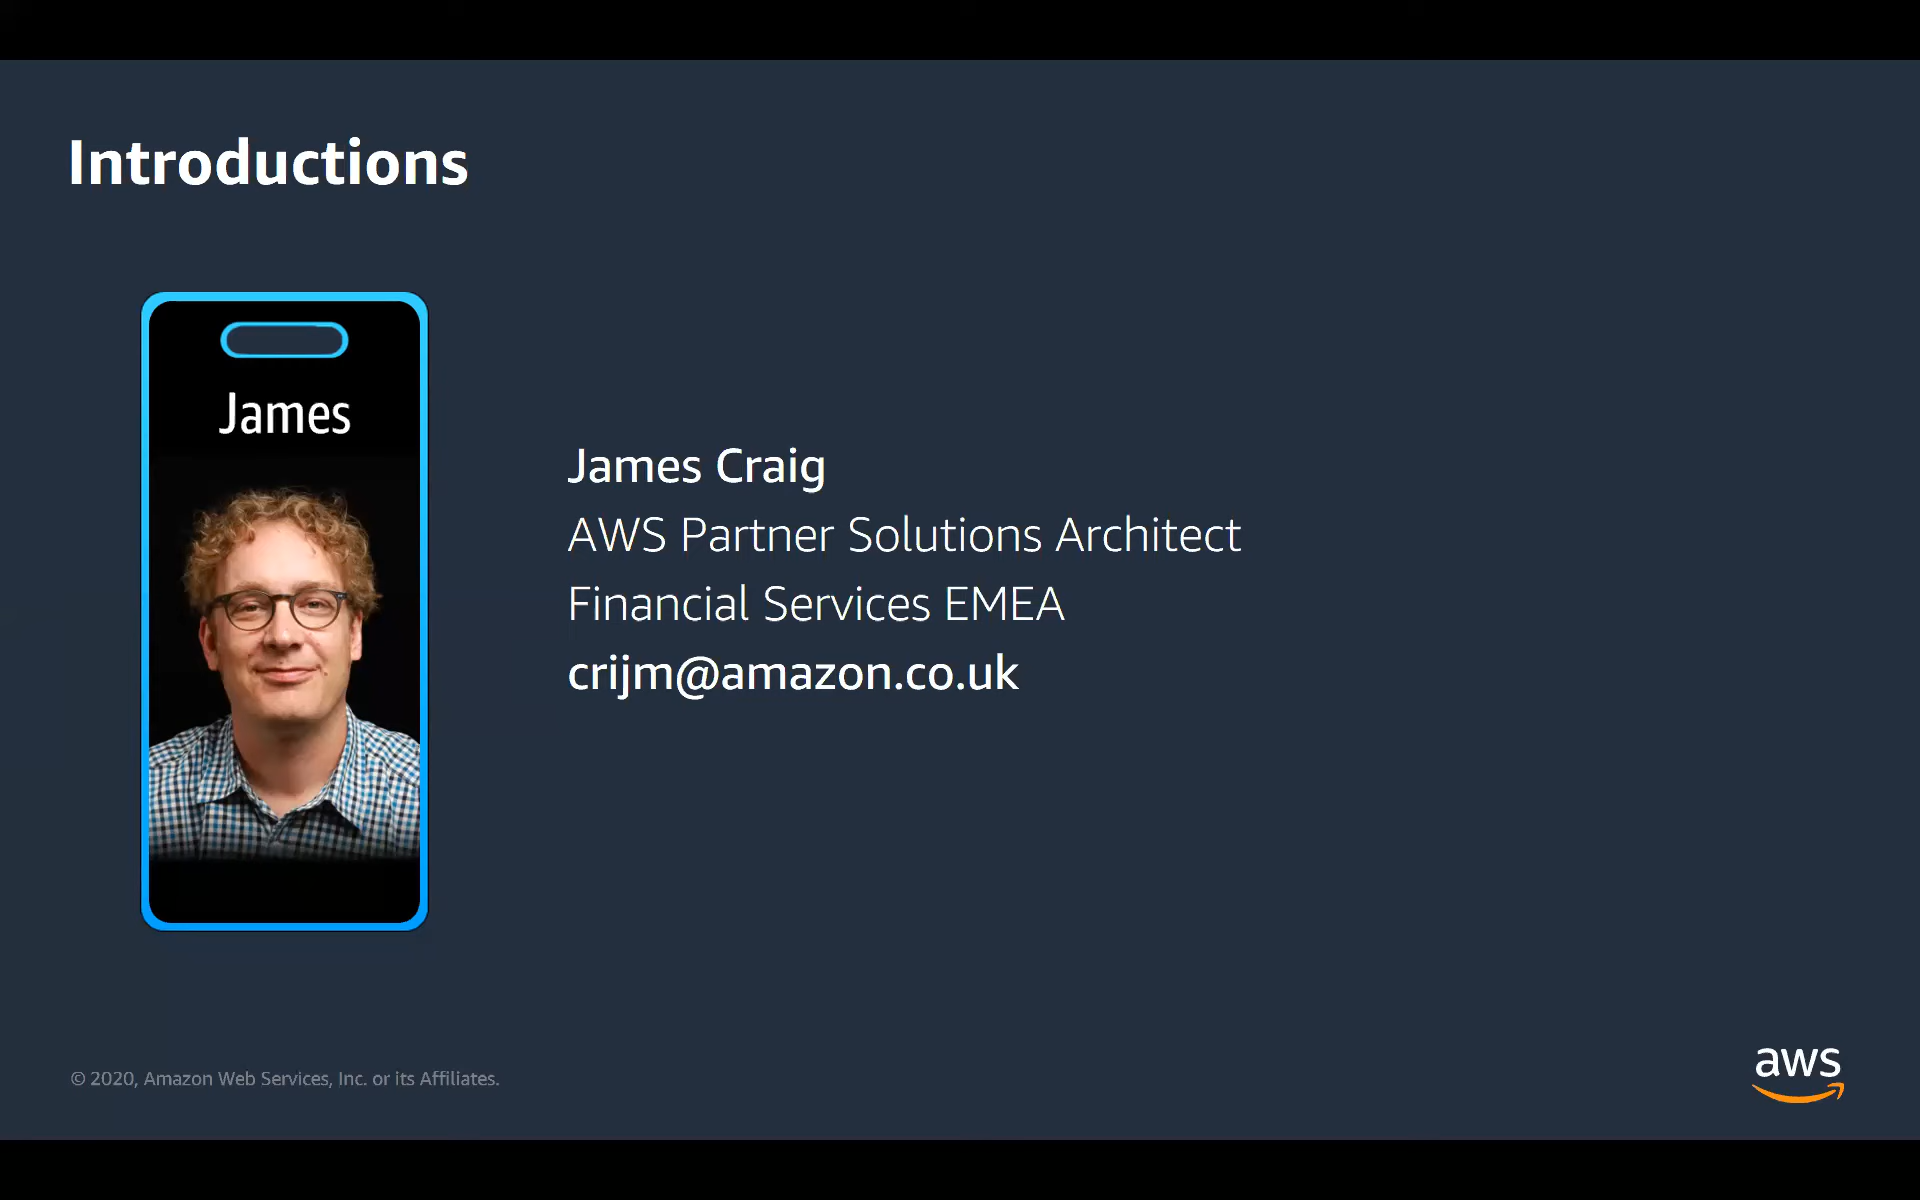 Introductions
James
James Craig
AWS Partner Solutions Architect
Financial Services EMEA
crijm@amazon.co.uk
© 2020, Amazon Web Services, Inc. or its Affiliates.
aws